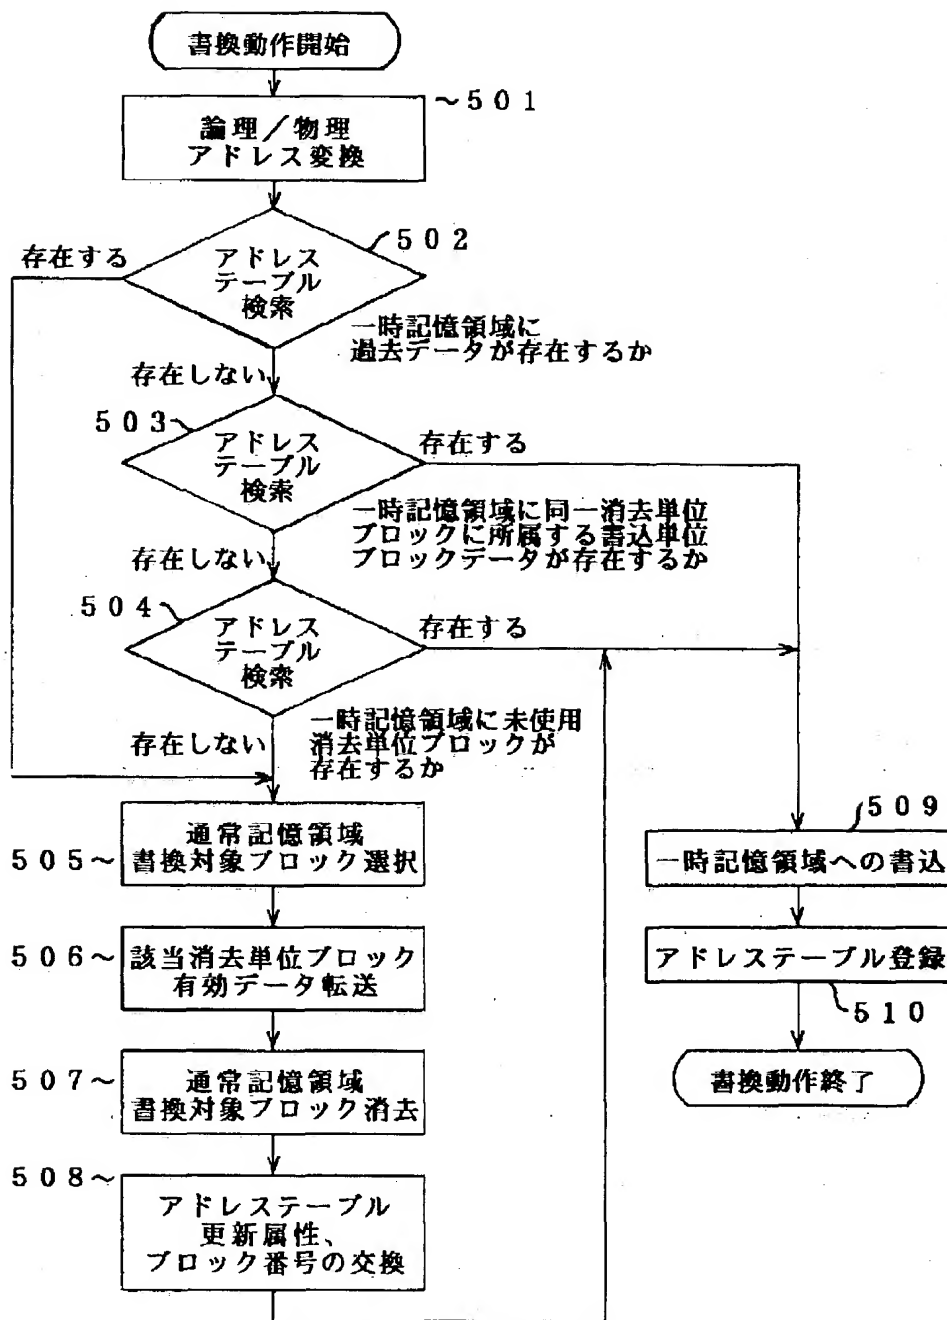 書換動作開始
～５０１
論理／物理
アドレス変換
５０２
存在する
アドレス
テーブル
検索
一時記憶領域に
過去データが存在するか
存在しない
５０３
アドレス
テーブル
検索
存在する
一時記憶領域に同一消去単位
ブロックに所属する書込単位
ブロックデータが存在するか
存在しない
５０４
アドレス
テーブル
検索
存在する
一時記憶領域に未使用
消去単位ブロックが
存在するか
存在しない
通常記憶領域
書換対象ブロック選択
５０５～
５０９
一時記憶領域への書込
５０６～
該当消去単位ブロック
有効データ転送
アドレステーブル登録
５１０
５０７～
通常記憶領域
書換対象ブロック消去
書換動作終了
５０８～
アドレステーブル
更新属性、
ブロック番号の交換